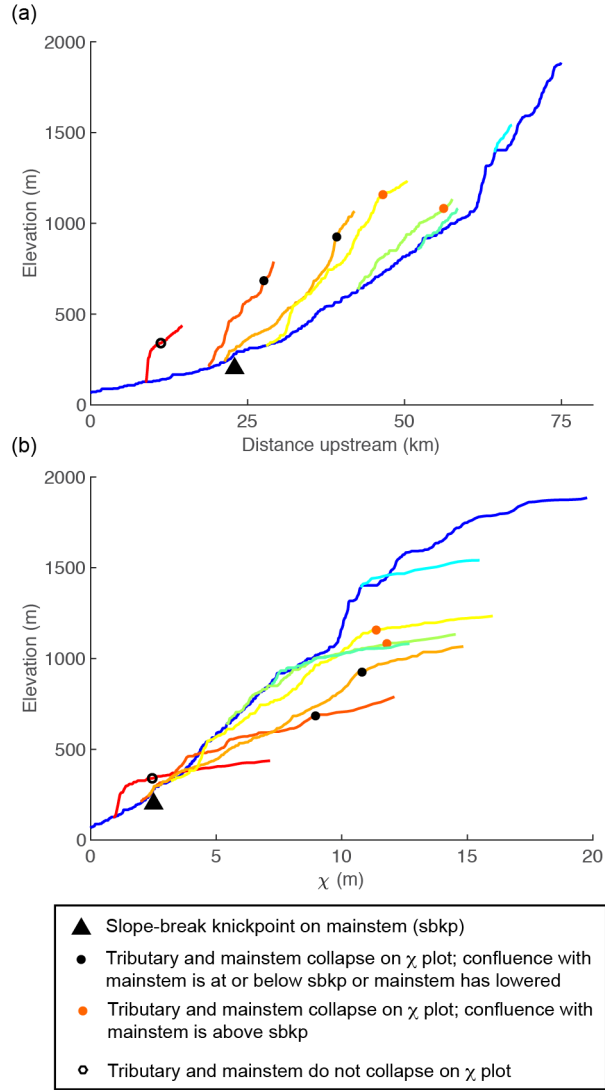 (a)
2000
1500
1000
500
0
Elevation (m)
0 25 50 75
Distance upstream (km)
(b)
2000
1500
1000
500
0
Elevation (m)
0 5 10 15 20
χ (m)
Slope-break knickpoint on mainstem (sbkp)
Tributary and mainstem collapse on χ plot; confluence with
mainstem is at or below sbkp or mainstem has lowered
Tributary and mainstem collapse on χ plot; confluence with
mainstem is above sbkp
Tributary and mainstem do not collapse on χ plot